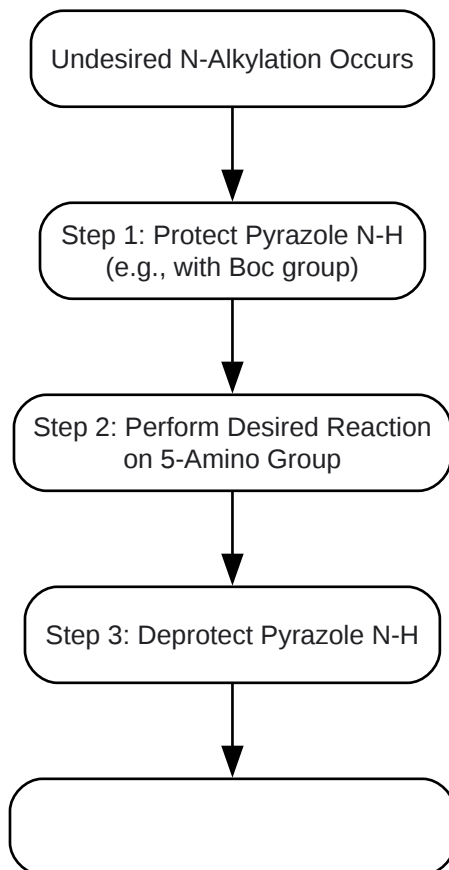 Undesired N-Alkylation Occurs
Step 1: Protect Pyrazole N-H
(e.g., with Boc group)
Step 2: Perform Desired Reaction
on 5-Amino Group
Step 3: Deprotect Pyrazole N-H